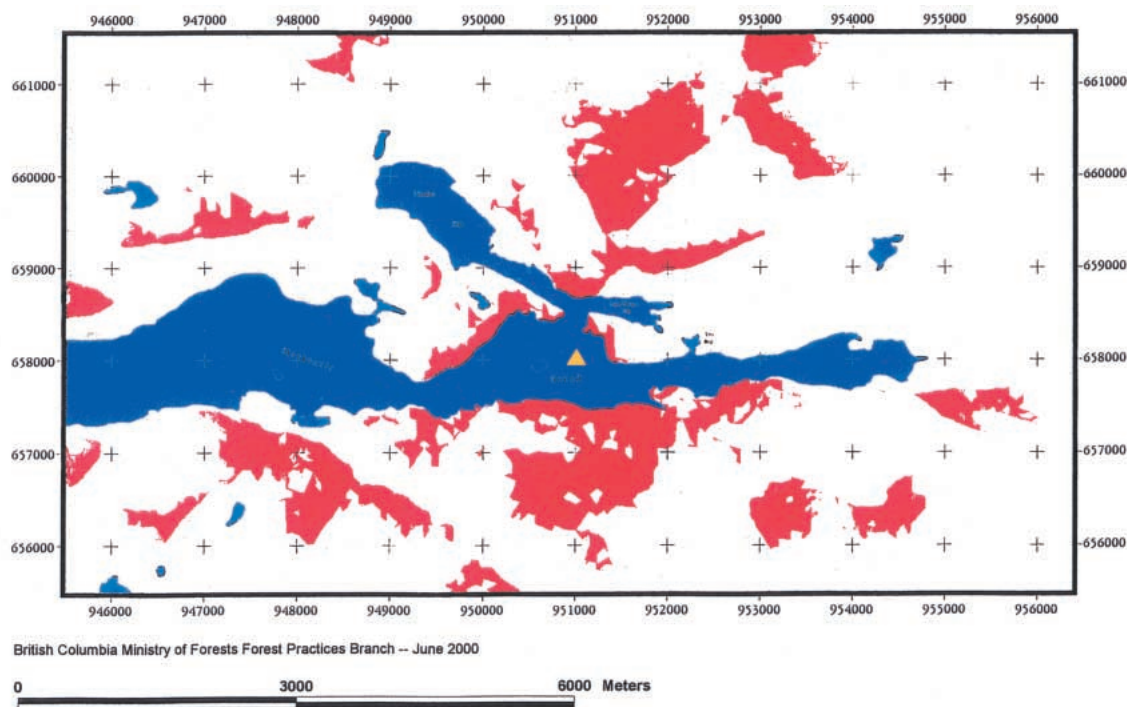 946000 947000 948000 949000 950000 951000 952000 953000 954000 955000 956000
661000 661000
660000 660000
659000 659000
658000 658000
657000 657000
656000 656000
946000 947000 948000 949000 950000 951000 952000 953000 954000 955000 956000
British Columbia Ministry of Forests Forest Practices Branch -- June 2000
0 3000 6000 Meters